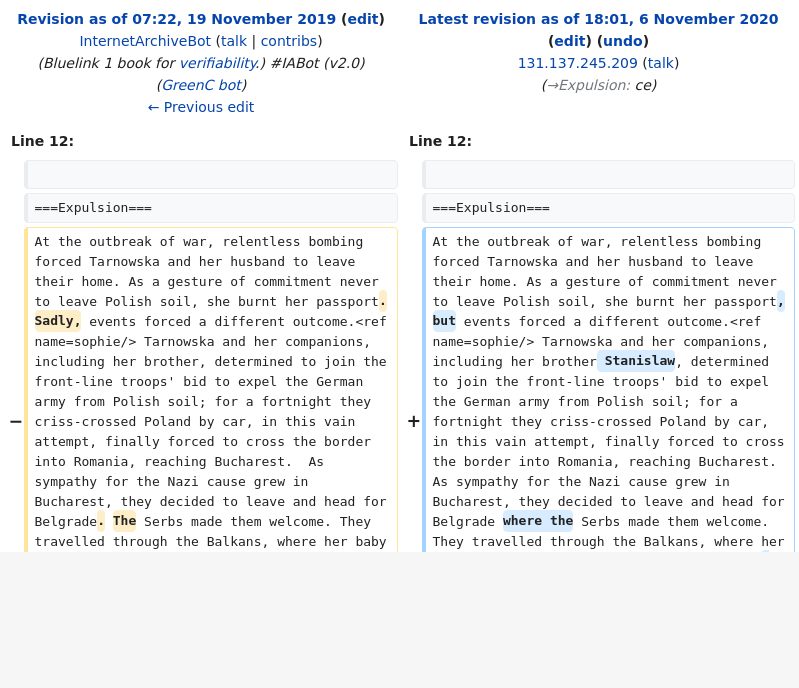 Revision as of 07:22, 19 November 2019 (edit)
InternetArchiveBot (talk | contribs)
(Bluelink 1 book for verifiability.) #IABot (v2.0)
(GreenC bot)
← Previous edit
Latest revision as of 18:01, 6 November 2020
(edit) (undo)
131.137.245.209 (talk)
(→Expulsion: ce)
Line 12:
Line 12:
===Expulsion===
===Expulsion===
−
At the outbreak of war, relentless bombing
forced Tarnowska and her husband to leave
their home. As a gesture of commitment never
to leave Polish soil, she burnt her passport.
Sadly, events forced a different outcome.<ref
name=sophie/> Tarnowska and her companions,
including her brother, determined to join the
front-line troops' bid to expel the German
army from Polish soil; for a fortnight they
criss-crossed Poland by car, in this vain
attempt, finally forced to cross the border
into Romania, reaching Bucharest.  As
sympathy for the Nazi cause grew in
Bucharest, they decided to leave and head for
Belgrade. The Serbs made them welcome. They
travelled through the Balkans, where her baby
+
At the outbreak of war, relentless bombing
forced Tarnowska and her husband to leave
their home. As a gesture of commitment never
to leave Polish soil, she burnt her passport,
but events forced a different outcome.<ref
name=sophie/> Tarnowska and her companions,
including her brother Stanislaw, determined
to join the front-line troops' bid to expel
the German army from Polish soil; for a
fortnight they criss-crossed Poland by car,
in this vain attempt, finally forced to cross
the border into Romania, reaching Bucharest.
As sympathy for the Nazi cause grew in
Bucharest, they decided to leave and head for
Belgrade where the Serbs made them welcome.
They travelled through the Balkans, where her